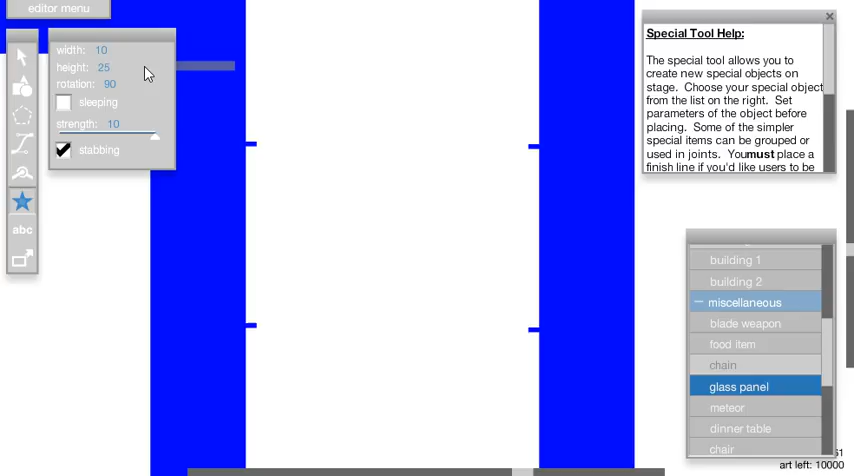 editor menu
width: 10
height: 25
rotation: 90
sleeping
strength: 10
stabbing
abc
Special Tool Help:
The special tool allows you to
create new special objects on
stage. Choose your special object
from the list on the right. Set
parameters of the object before
placing. Some of the simpler
special items can be grouped or
used in joints. Youmust place a
finish line if you'd like users to be
building 1
building 2
miscellaneous
blade weapon
food item
chain
glass panel
meteor
dinner table
chair
art left: 10000